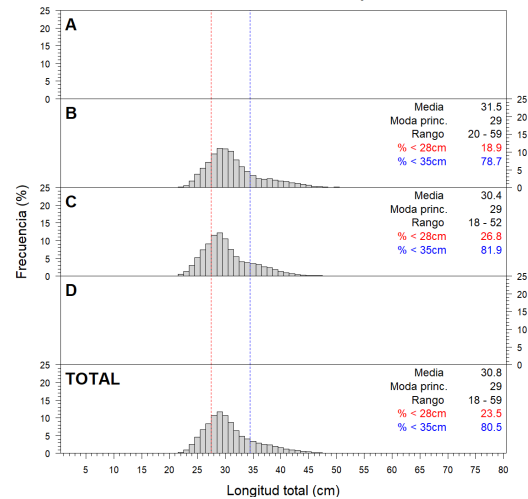 25
20
15
10
5
0
A
B
Media 31.5
Moda princ. 29
Rango 20 - 59
% < 28cm 18.9
% < 35cm 78.7
25
20
15
10
5
0
25
20
15
10
5
0
C
Media 30.4
Moda princ. 29
Rango 18 - 52
% < 28cm 26.8
% < 35cm 81.9
D
25
20
15
10
5
0
25
20
15
10
5
0
TOTAL
Media 30.8
Moda princ. 29
Rango 18 - 59
% < 28cm 23.5
% < 35cm 80.5
Frecuencia (%)
5 10 15 20 25 30 35 40 45 50 55 60 65 70 75 80
Longitud total (cm)